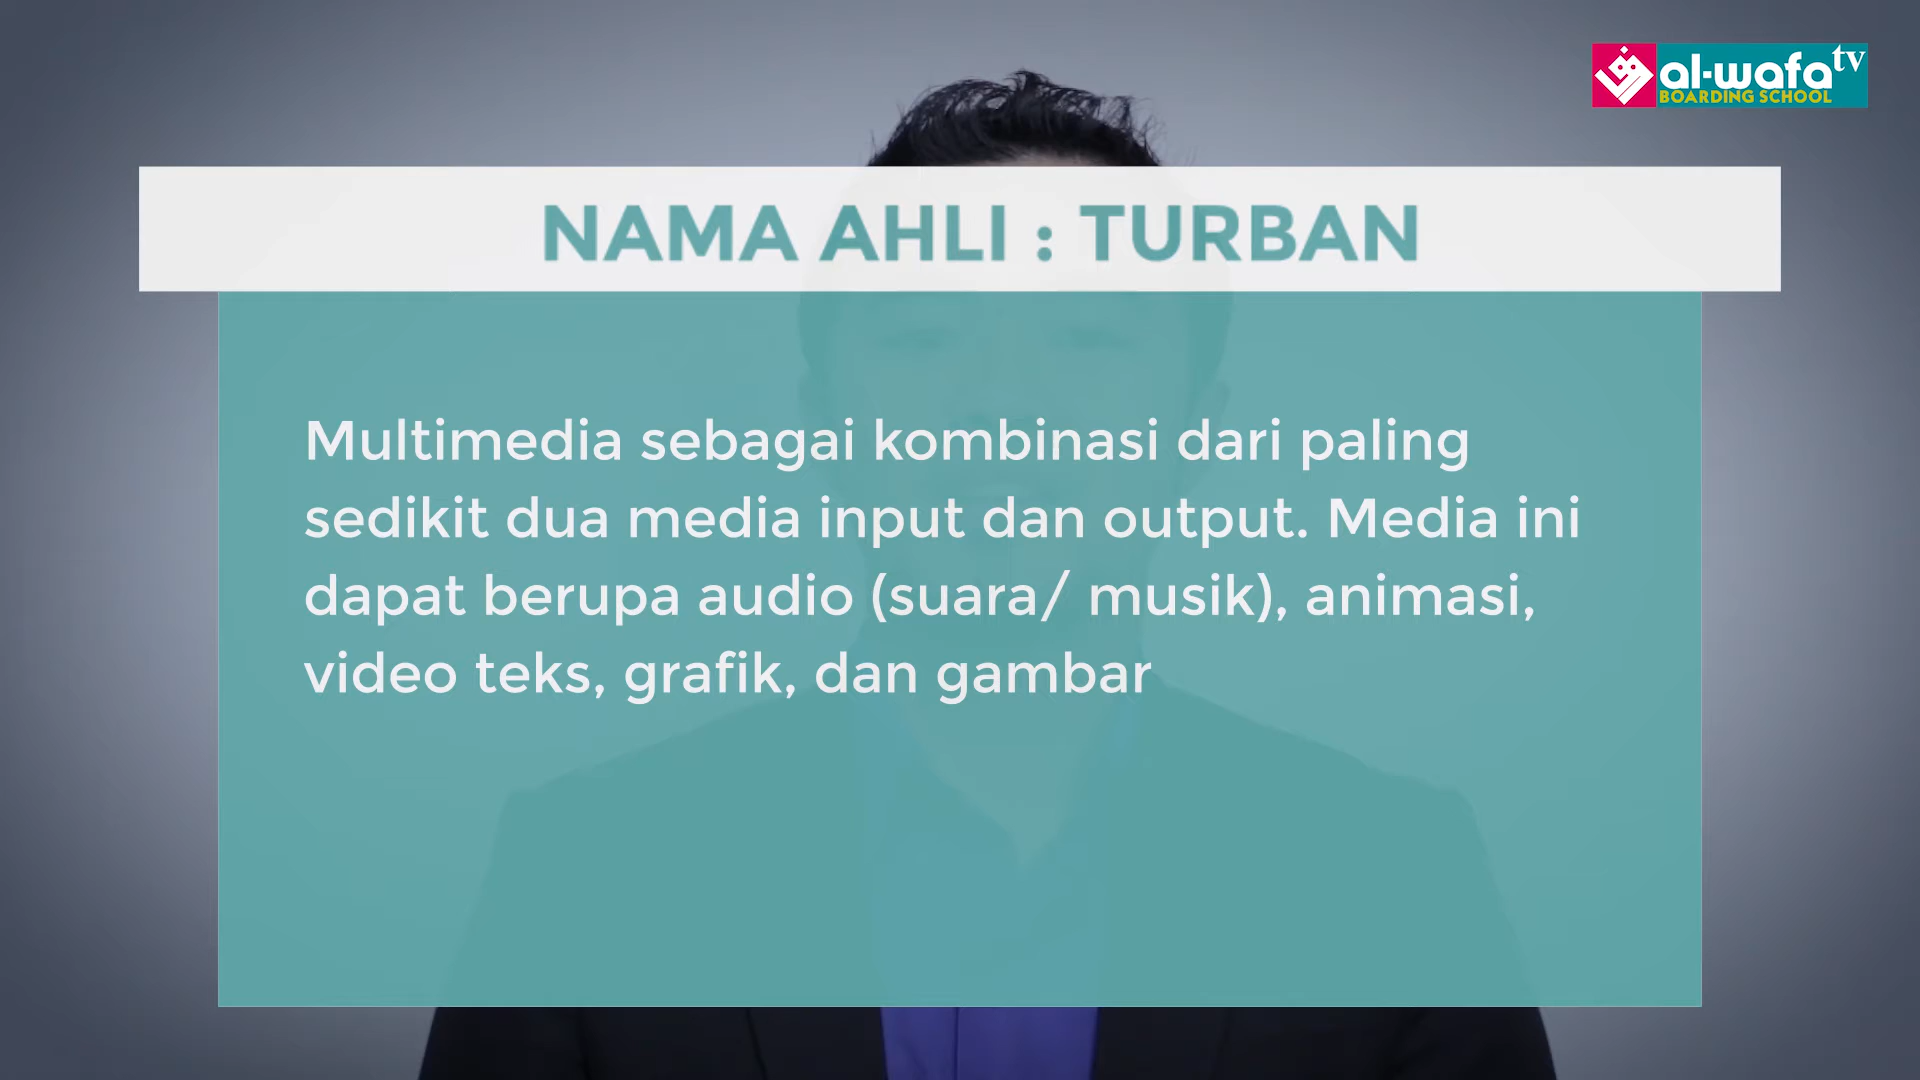 al-wafa tv
BOARDING SCHOOL
NAMA AHLI : TURBAN
Multimedia sebagai kombinasi dari paling
sedikit dua media input dan output. Media ini
dapat berupa audio (suara/ musik), animasi,
video teks, grafik, dan gambar